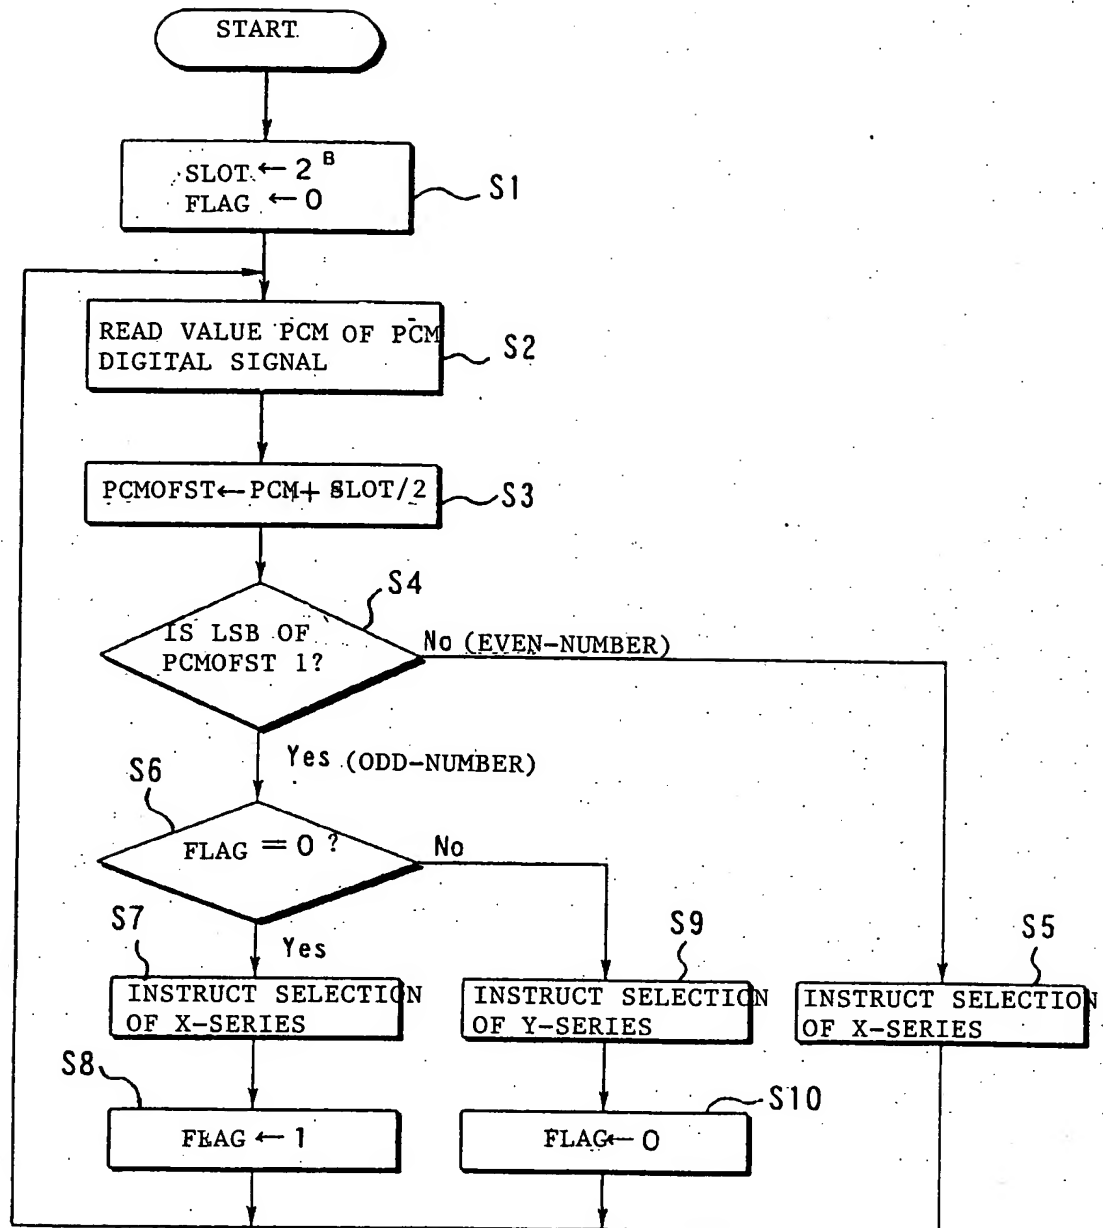 START
SLOT ← 2 B
FLAG ← 0
S1
READ VALUE PCM OF PCM
DIGITAL SIGNAL
S2
PCMOFST ← PCM + SLOT/2
S3
S4
IS LSB OF
PCMOFST 1?
No (EVEN-NUMBER)
Yes (ODD-NUMBER)
S6
FLAG = 0 ?
No
Yes
S7
INSTRUCT SELECTION
OF X-SERIES
S9
INSTRUCT SELECTION
OF Y-SERIES
S5
INSTRUCT SELECTION
OF X-SERIES
S8
FLAG ← 1
S10
FLAG ← 0